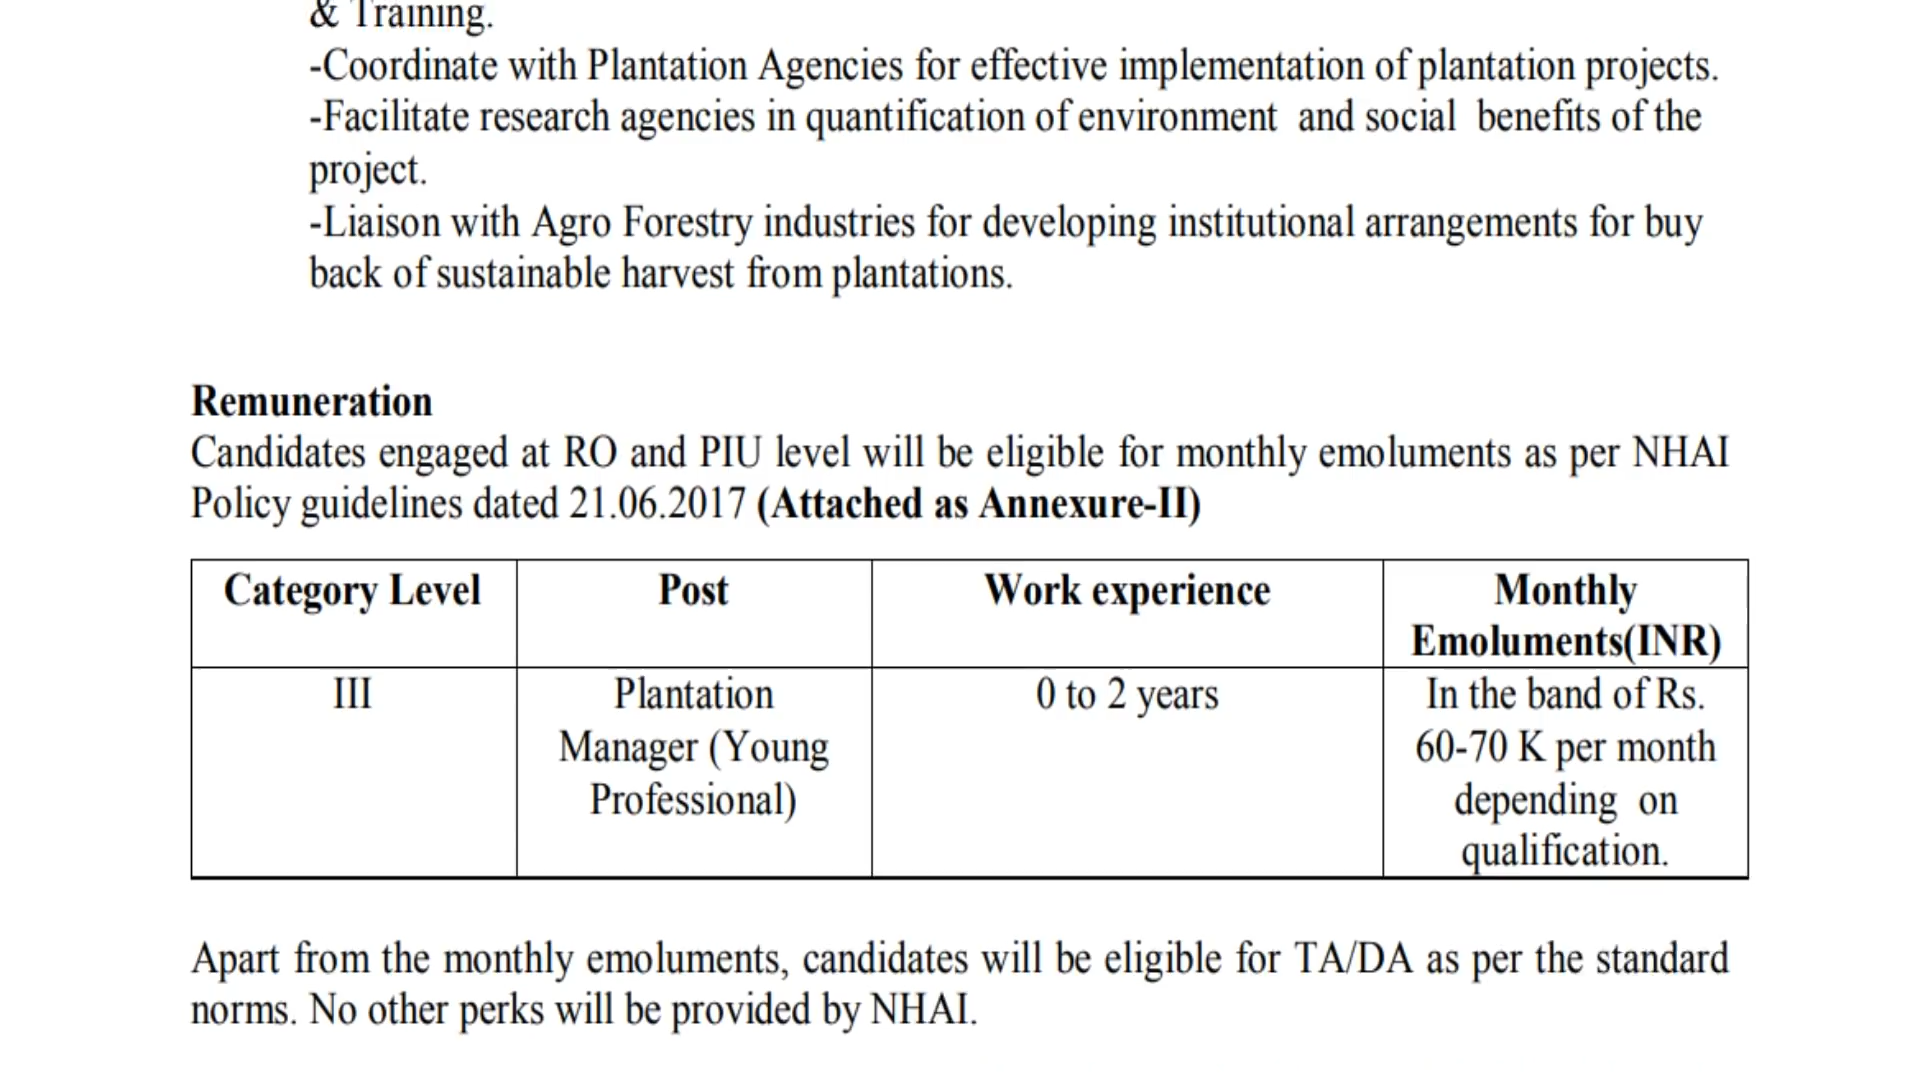 & Training.
-Coordinate with Plantation Agencies for effective implementation of plantation projects.
-Facilitate research agencies in quantification of environment and social benefits of the
project.
-Liaison with Agro Forestry industries for developing institutional arrangements for buy
back of sustainable harvest from plantations.
Remuneration
Candidates engaged at RO and PIU level will be eligible for monthly emoluments as per NHAI
Policy guidelines dated 21.06.2017 (Attached as Annexure-II)
Category Level
Post
Work experience
Monthly
Emoluments(INR)
III
Plantation
Manager (Young
Professional)
0 to 2 years
In the band of Rs.
60-70 K per month
depending on
qualification.
Apart from the monthly emoluments, candidates will be eligible for TA/DA as per the standard
norms. No other perks will be provided by NHAI.